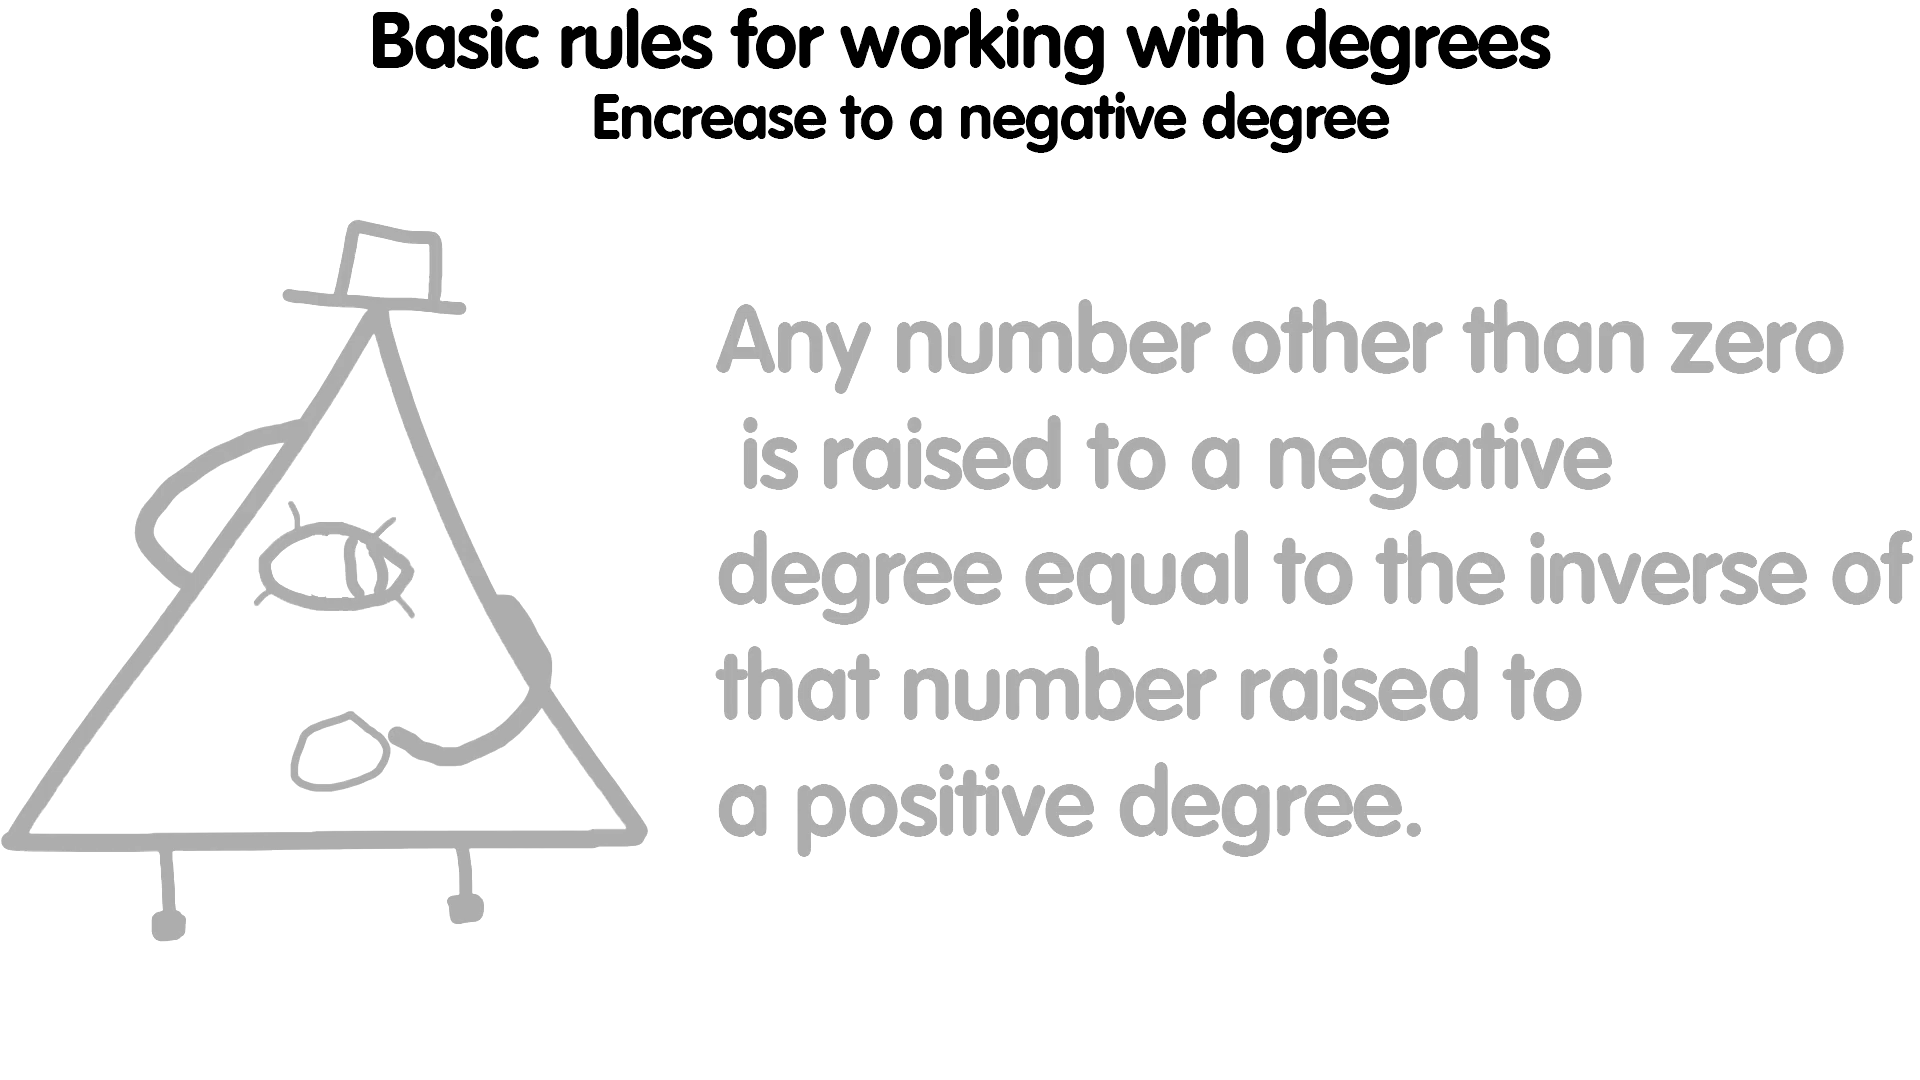 Basic rules for working with degrees
Encrease to a negative degree
Any number other than zero
is raised to a negative
degree equal to the inverse of
that number raised to
a positive degree.